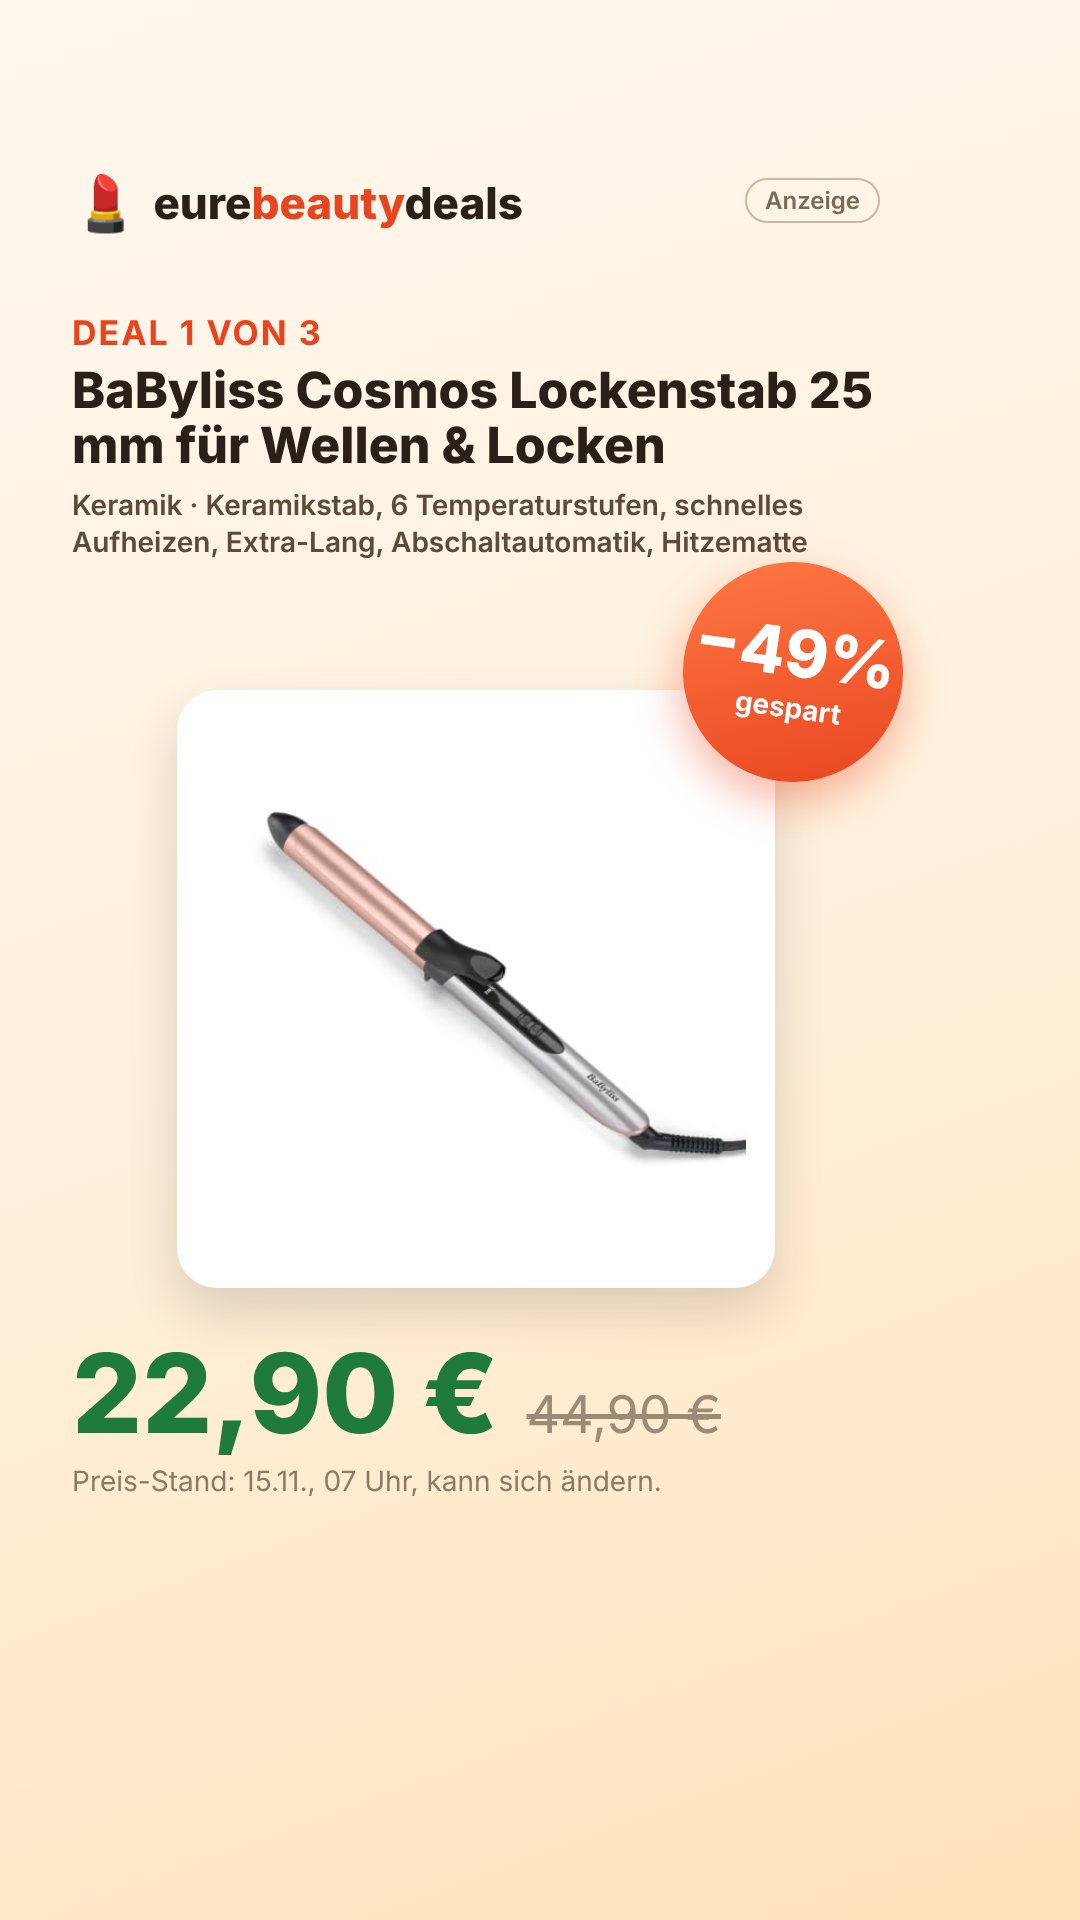 eurebeautydeals
Anzeige
DEAL 1 VON 3
BaByliss Cosmos Lockenstab 25
mm für Wellen & Locken
Keramik · Keramikstab, 6 Temperaturstufen, schnelles
Aufheizen, Extra-Lang, Abschaltautomatik, Hitzematte
−49%
gespart
BaByliss
22,90 € 44,90 €
Preis-Stand: 15.11., 07 Uhr, kann sich ändern.